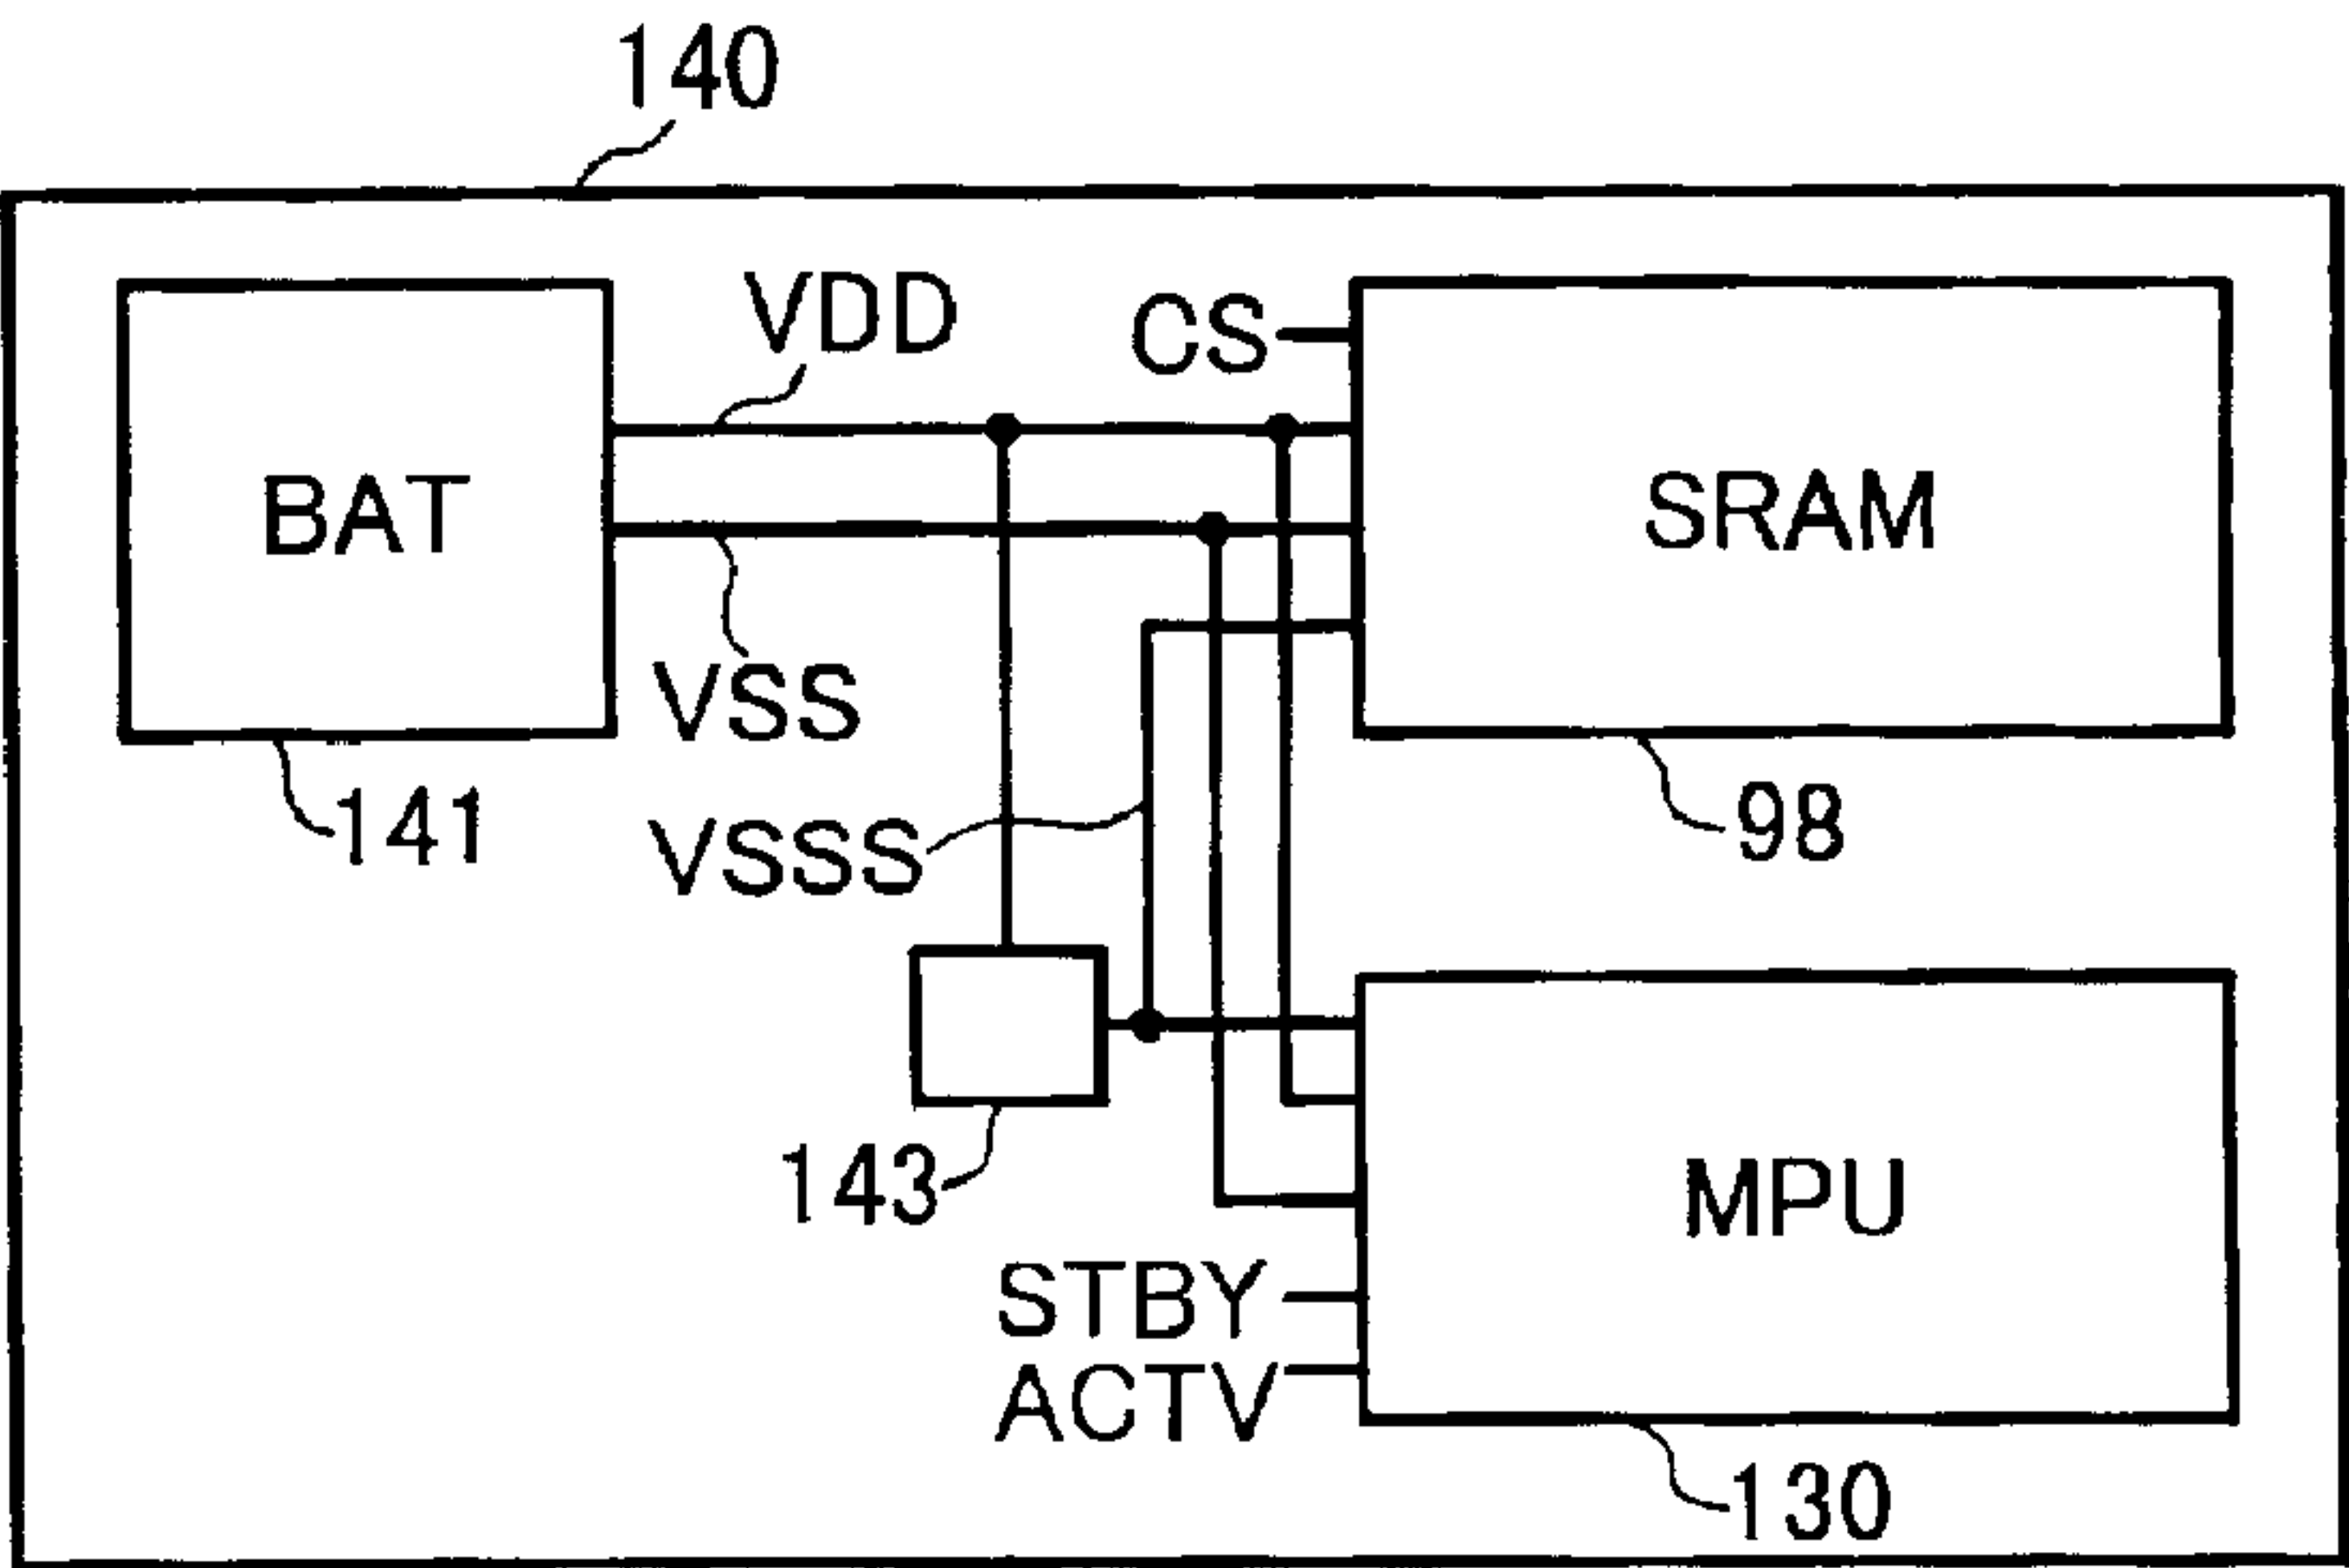 140
VDD
CS
BAT
SRAM
VSS
141
VSSS
98
143
MPU
STBY
ACTV
130